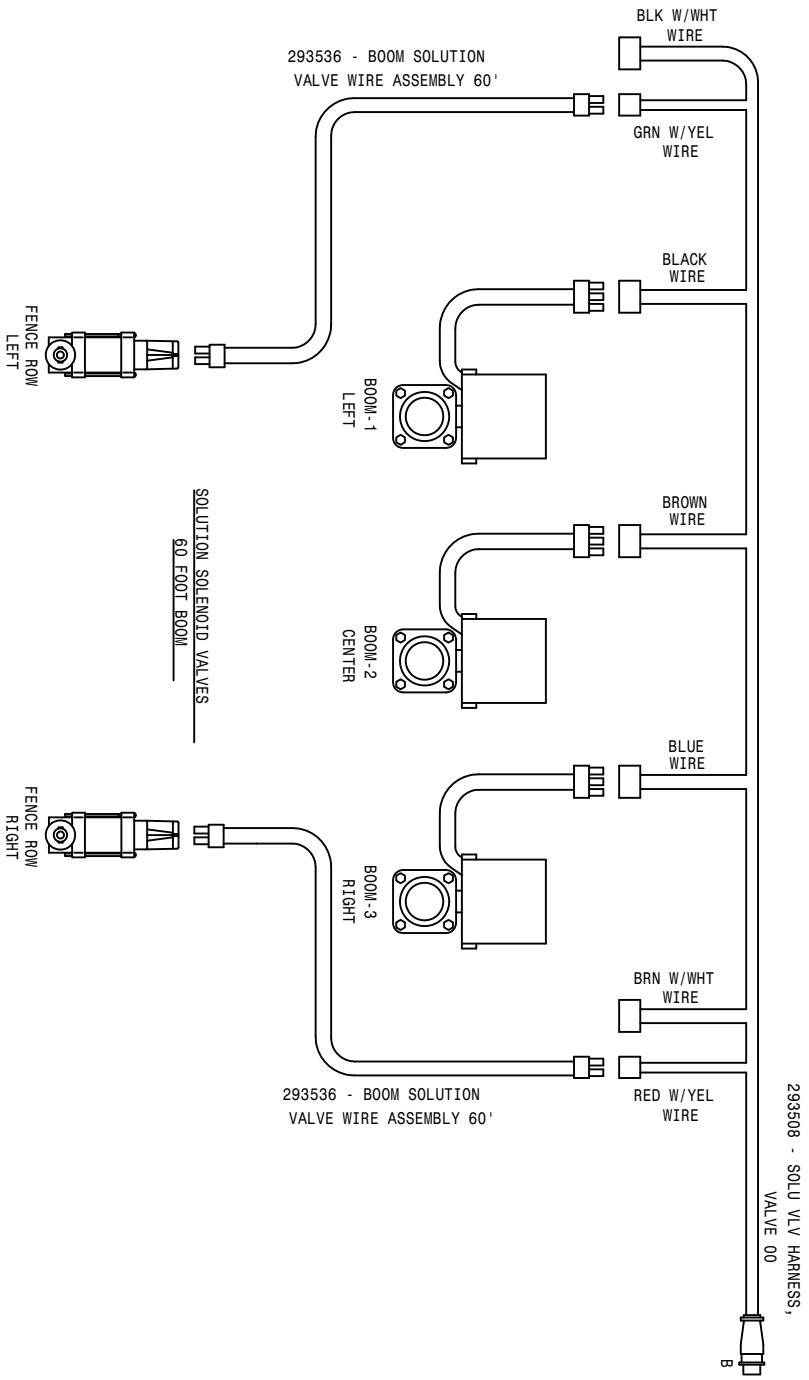 BLK W/WHT
WIRE
293536 - BOOM SOLUTION
VALVE WIRE ASSEMBLY 60'
GRN W/YEL
WIRE
BLACK
WIRE
FENCE ROW
LEFT
BOOM-1
LEFT
BROWN
WIRE
SOLUTION SOLENOID VALVES
60 FOOT BOOM
BOOM-2
CENTER
BLUE
WIRE
FENCE ROW
RIGHT
BOOM-3
RIGHT
BRN W/WHT
WIRE
293536 - BOOM SOLUTION
VALVE WIRE ASSEMBLY 60'
RED W/YEL
WIRE
293508 - SOLU VLV HARNESS,
VALVE 00
B